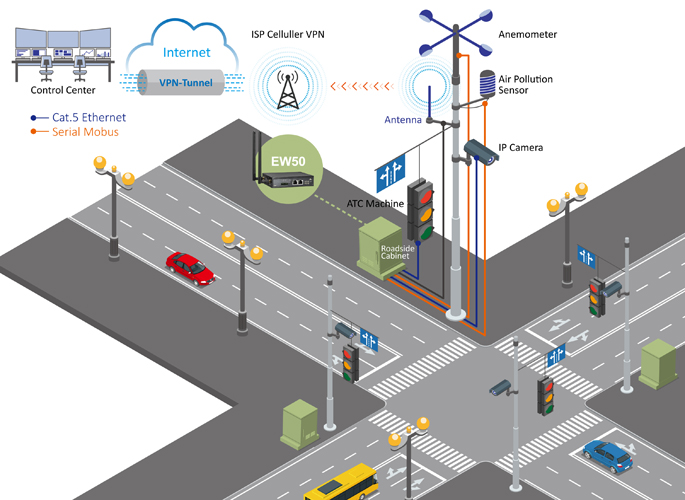 ISP Celluller VPN
Anemometer
Internet
VPN-Tunnel
Control Center
Air Pollution
Sensor
Cat.5 Ethernet
Antenna
Serial Mobus
IP Camera
EW50
ATC Machine
Roadside
Cabinet